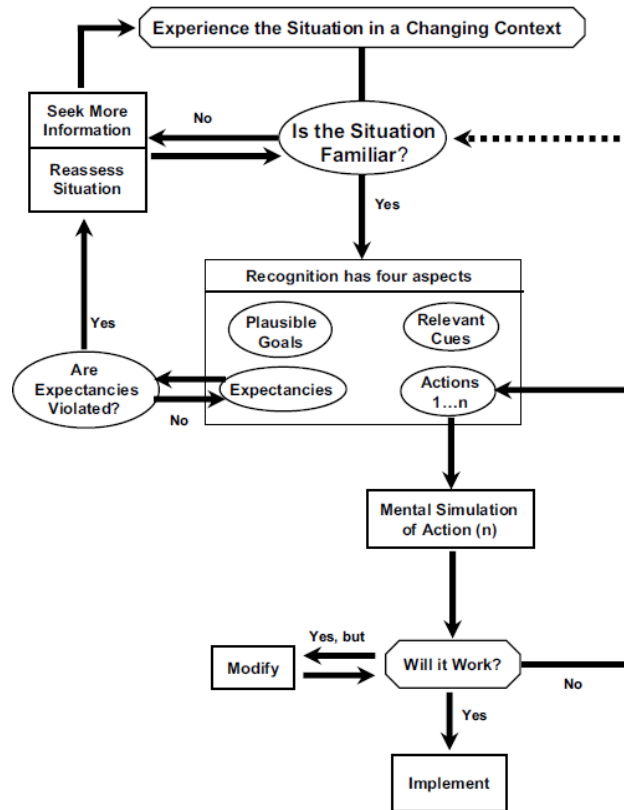 Experience the Situation in a Changing Context
Seek More
Information
No
Is the Situation
Familiar?
Reassess
Situation
Yes
Recognition has four aspects
Plausible
Goals
Relevant
Cues
Yes
Are
Expectancies
Violated?
Expectancies
Actions
1...n
No
Mental Simulation
of Action (n)
Yes, but
Modify
Will it Work?
No
Yes
Implement